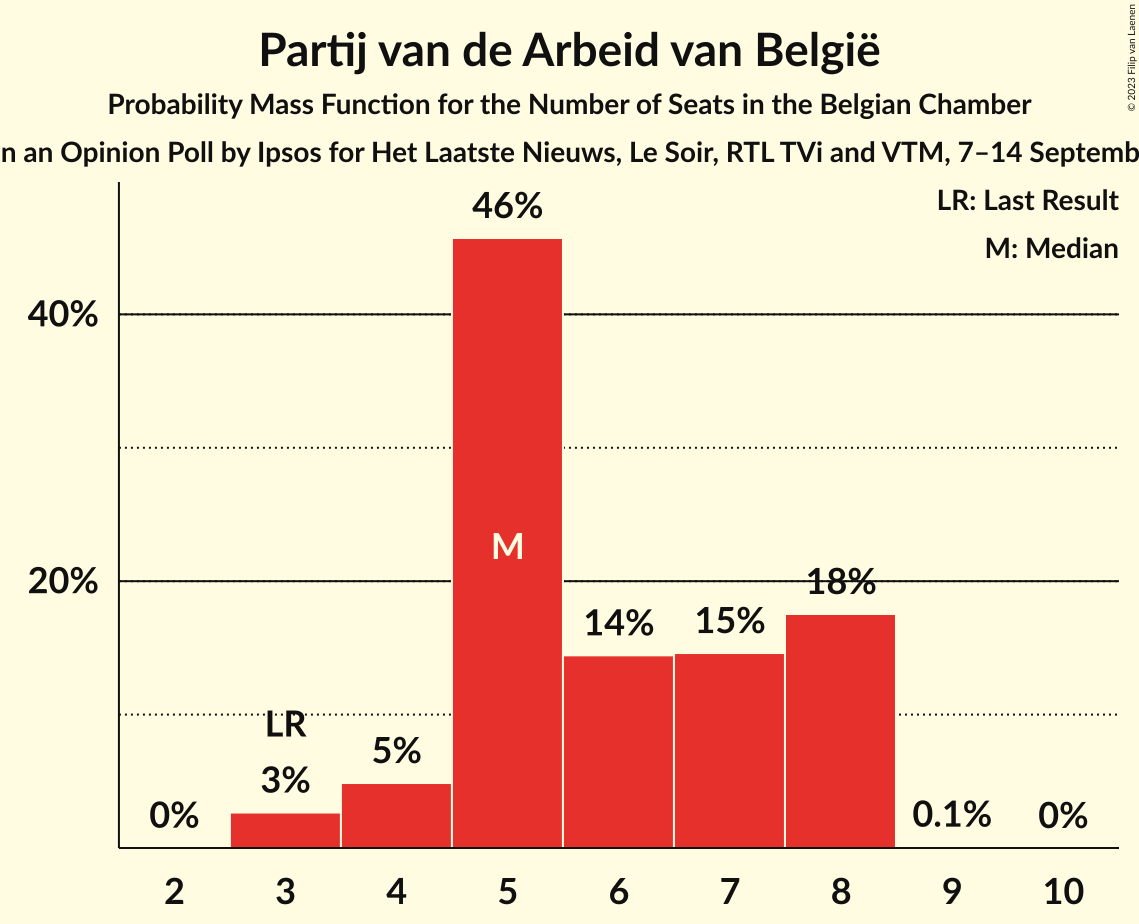 Partij van de Arbeid van België
Probability Mass Function for the Number of Seats in the Belgian Chamber
an Opinion Poll by Ipsos for Het Laatste Nieuws, Le Soir, RTL TVi and VTM, 7–14
© 2023 Filip van Laenen
LR: Last Result
M: Median
46%
40%
M
20%
18%
14%
15%
LR
5%
3%
0%
0.1%
0%
2 3 4 5 6 7 8 9 10